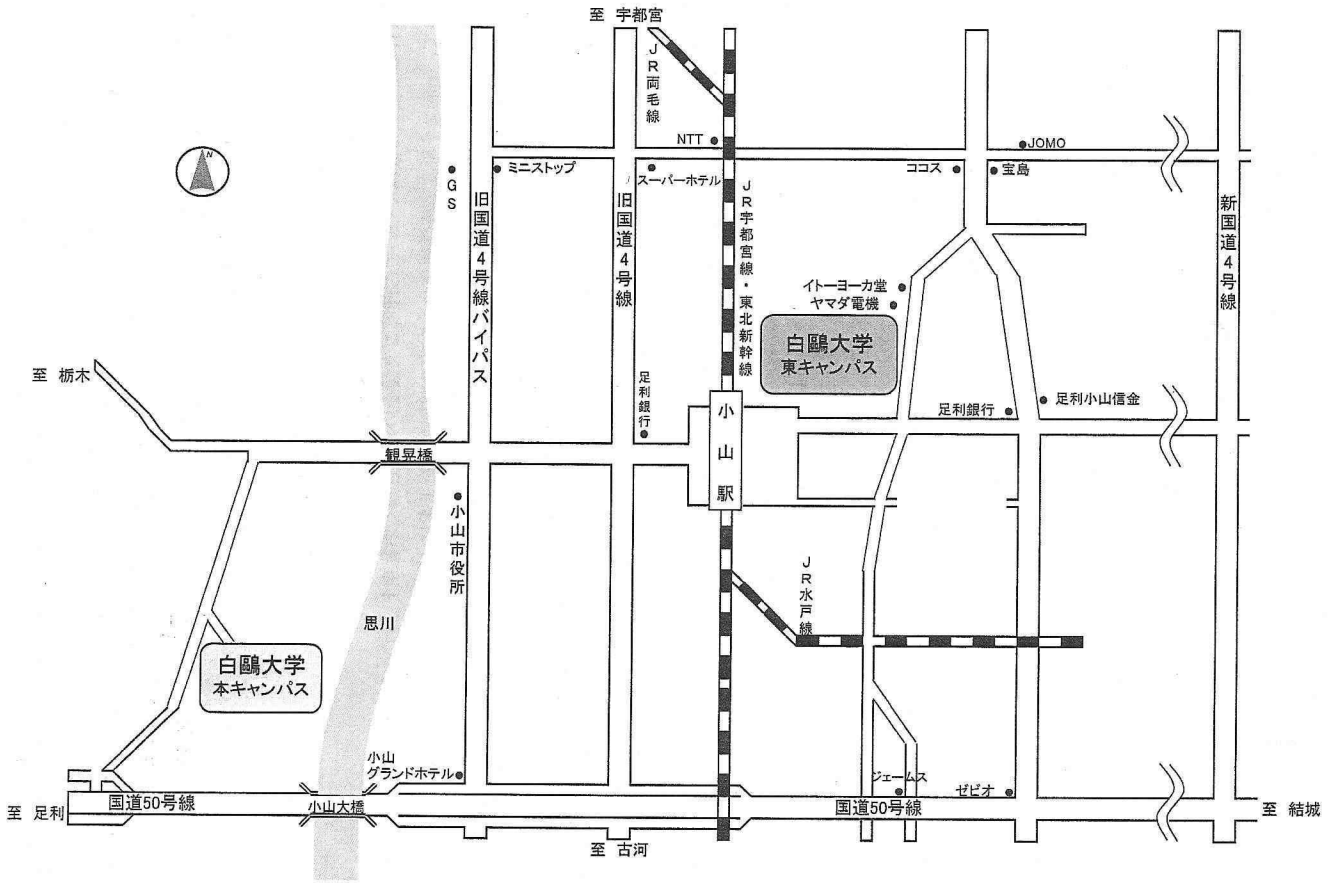 至 宇都宮
JR両毛線
NTT
JOMO
N
GS
ミニストップ
スーパーホテル
ココス
宝島
旧国道4号線バイパス
旧国道4号線
JR宇都宮線・東北新幹線
新国道4号線
イトーヨーカ堂
ヤマダ電機
白鷗大学
東キャンパス
至 栃木
足利銀行
小山駅
足利銀行
足利小山信金
観晃橋
小山市役所
JR水戸線
思川
白鷗大学
本キャンパス
小山
グランドホテル
ジェームス
ゼビオ
至 足利
国道50号線
小山大橋
国道50号線
至 結城
至 古河